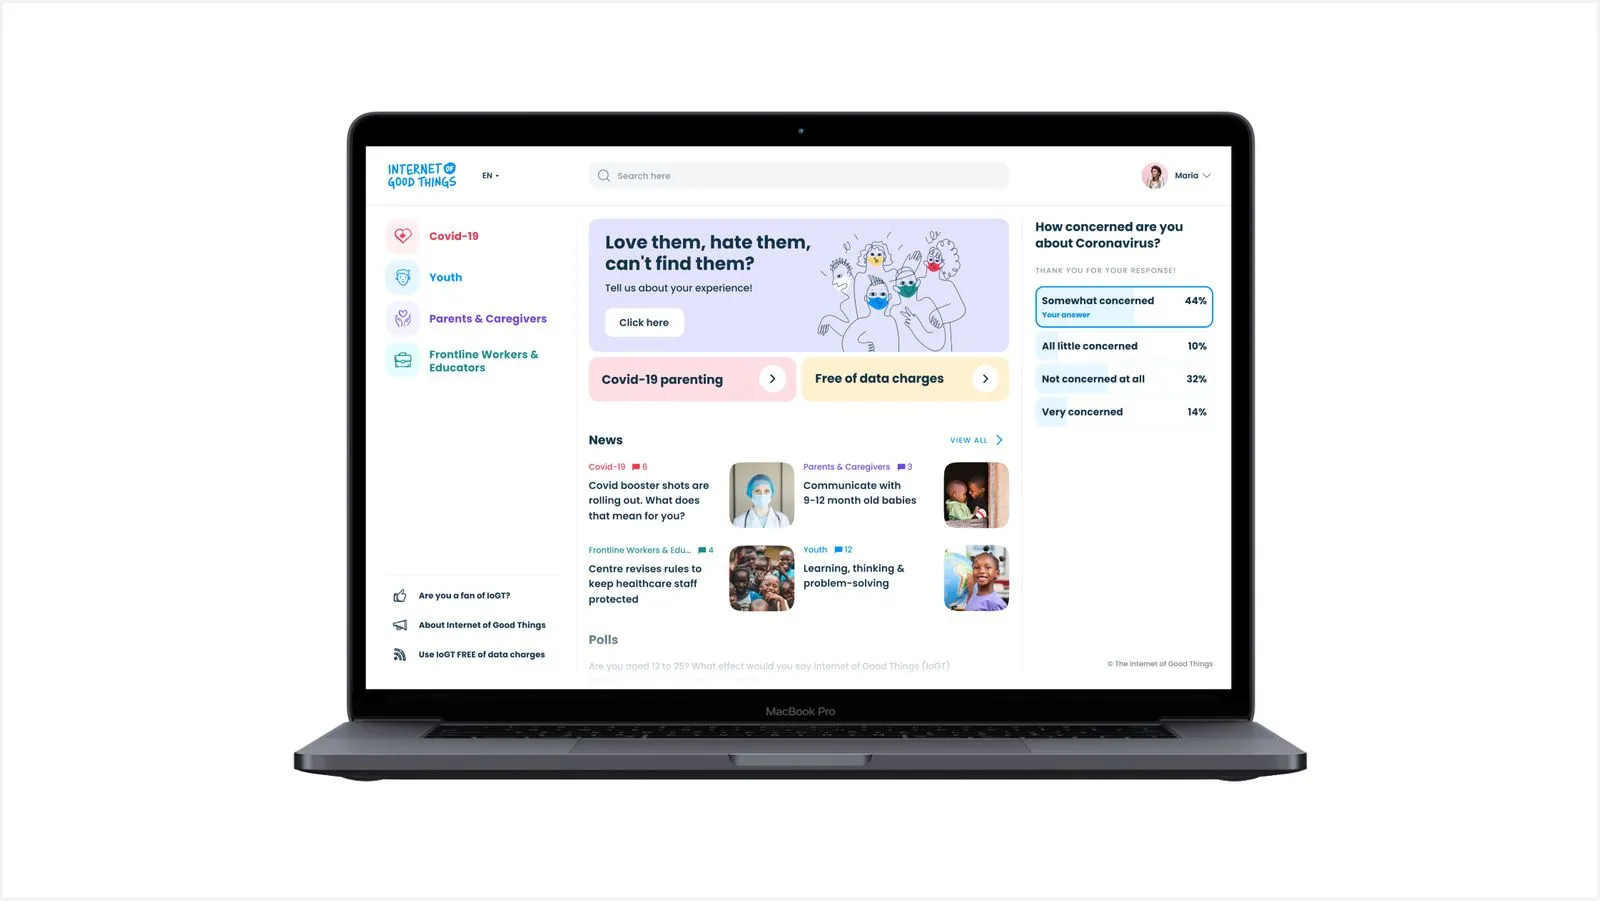 INTERNET OF
GOOD THINGS
EN
Search here
Maria
Covid-19
Youth
Parents & Caregivers
Frontline Workers &
Educators
Are you a fan of IoGT?
About Internet of Good Things
Use IoGT FREE of data charges
Love them, hate them,
can't find them?
Tell us about your experience!
Click here
Covid-19 parenting
Free of data charges
News
VIEW ALL
Covid-19 6
Covid booster shots are
rolling out. What does
that mean for you?
Parents & Caregivers 3
Communicate with
9-12 month old babies
Frontline Workers & Edu... 4
Centre revises rules to
keep healthcare staff
protected
Youth 12
Learning, thinking &
problem-solving
Polls
Are you aged 12 to 25? What effect would you say Internet of Good Things (IoGT)
How concerned are you
about Coronavirus?
THANK YOU FOR YOUR RESPONSE!
Somewhat concerned 44%
Your answer
All little concerned 10%
Not concerned at all 32%
Very concerned 14%
© The Internet of Good Things
MacBook Pro